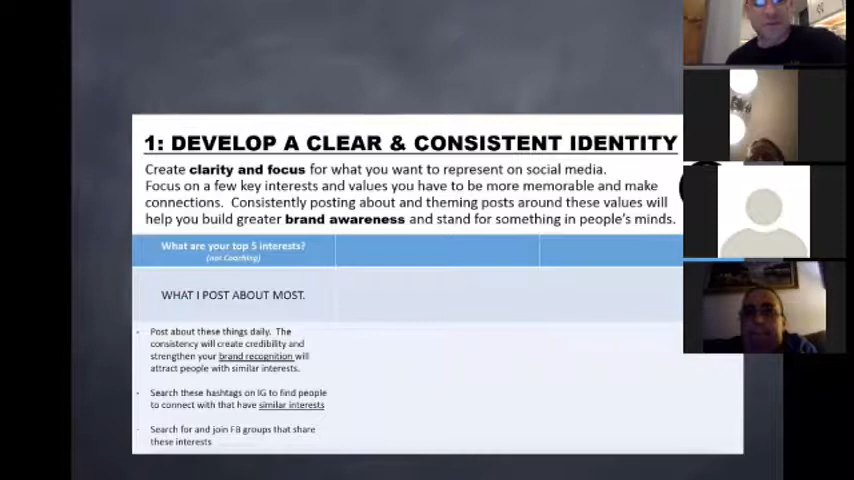 1: DEVELOP A CLEAR & CONSISTENT IDENTITY
Create clarity and focus for what you want to represent on social media.
Focus on a few key interests and values you have to be more memorable and make
connections. Consistently posting about and theming posts around these values will
help you build greater brand awareness and stand for something in people's minds.
What are your top 5 interests?
(not Coaching)
WHAT I POST ABOUT MOST.
Post about these things daily. The
consistency will create credibility and
strengthen your brand recognition will
attract people with similar interests.
Search these hashtags on IG to find people
to connect with that have similar interests
Search for and join FB groups that share
these interests